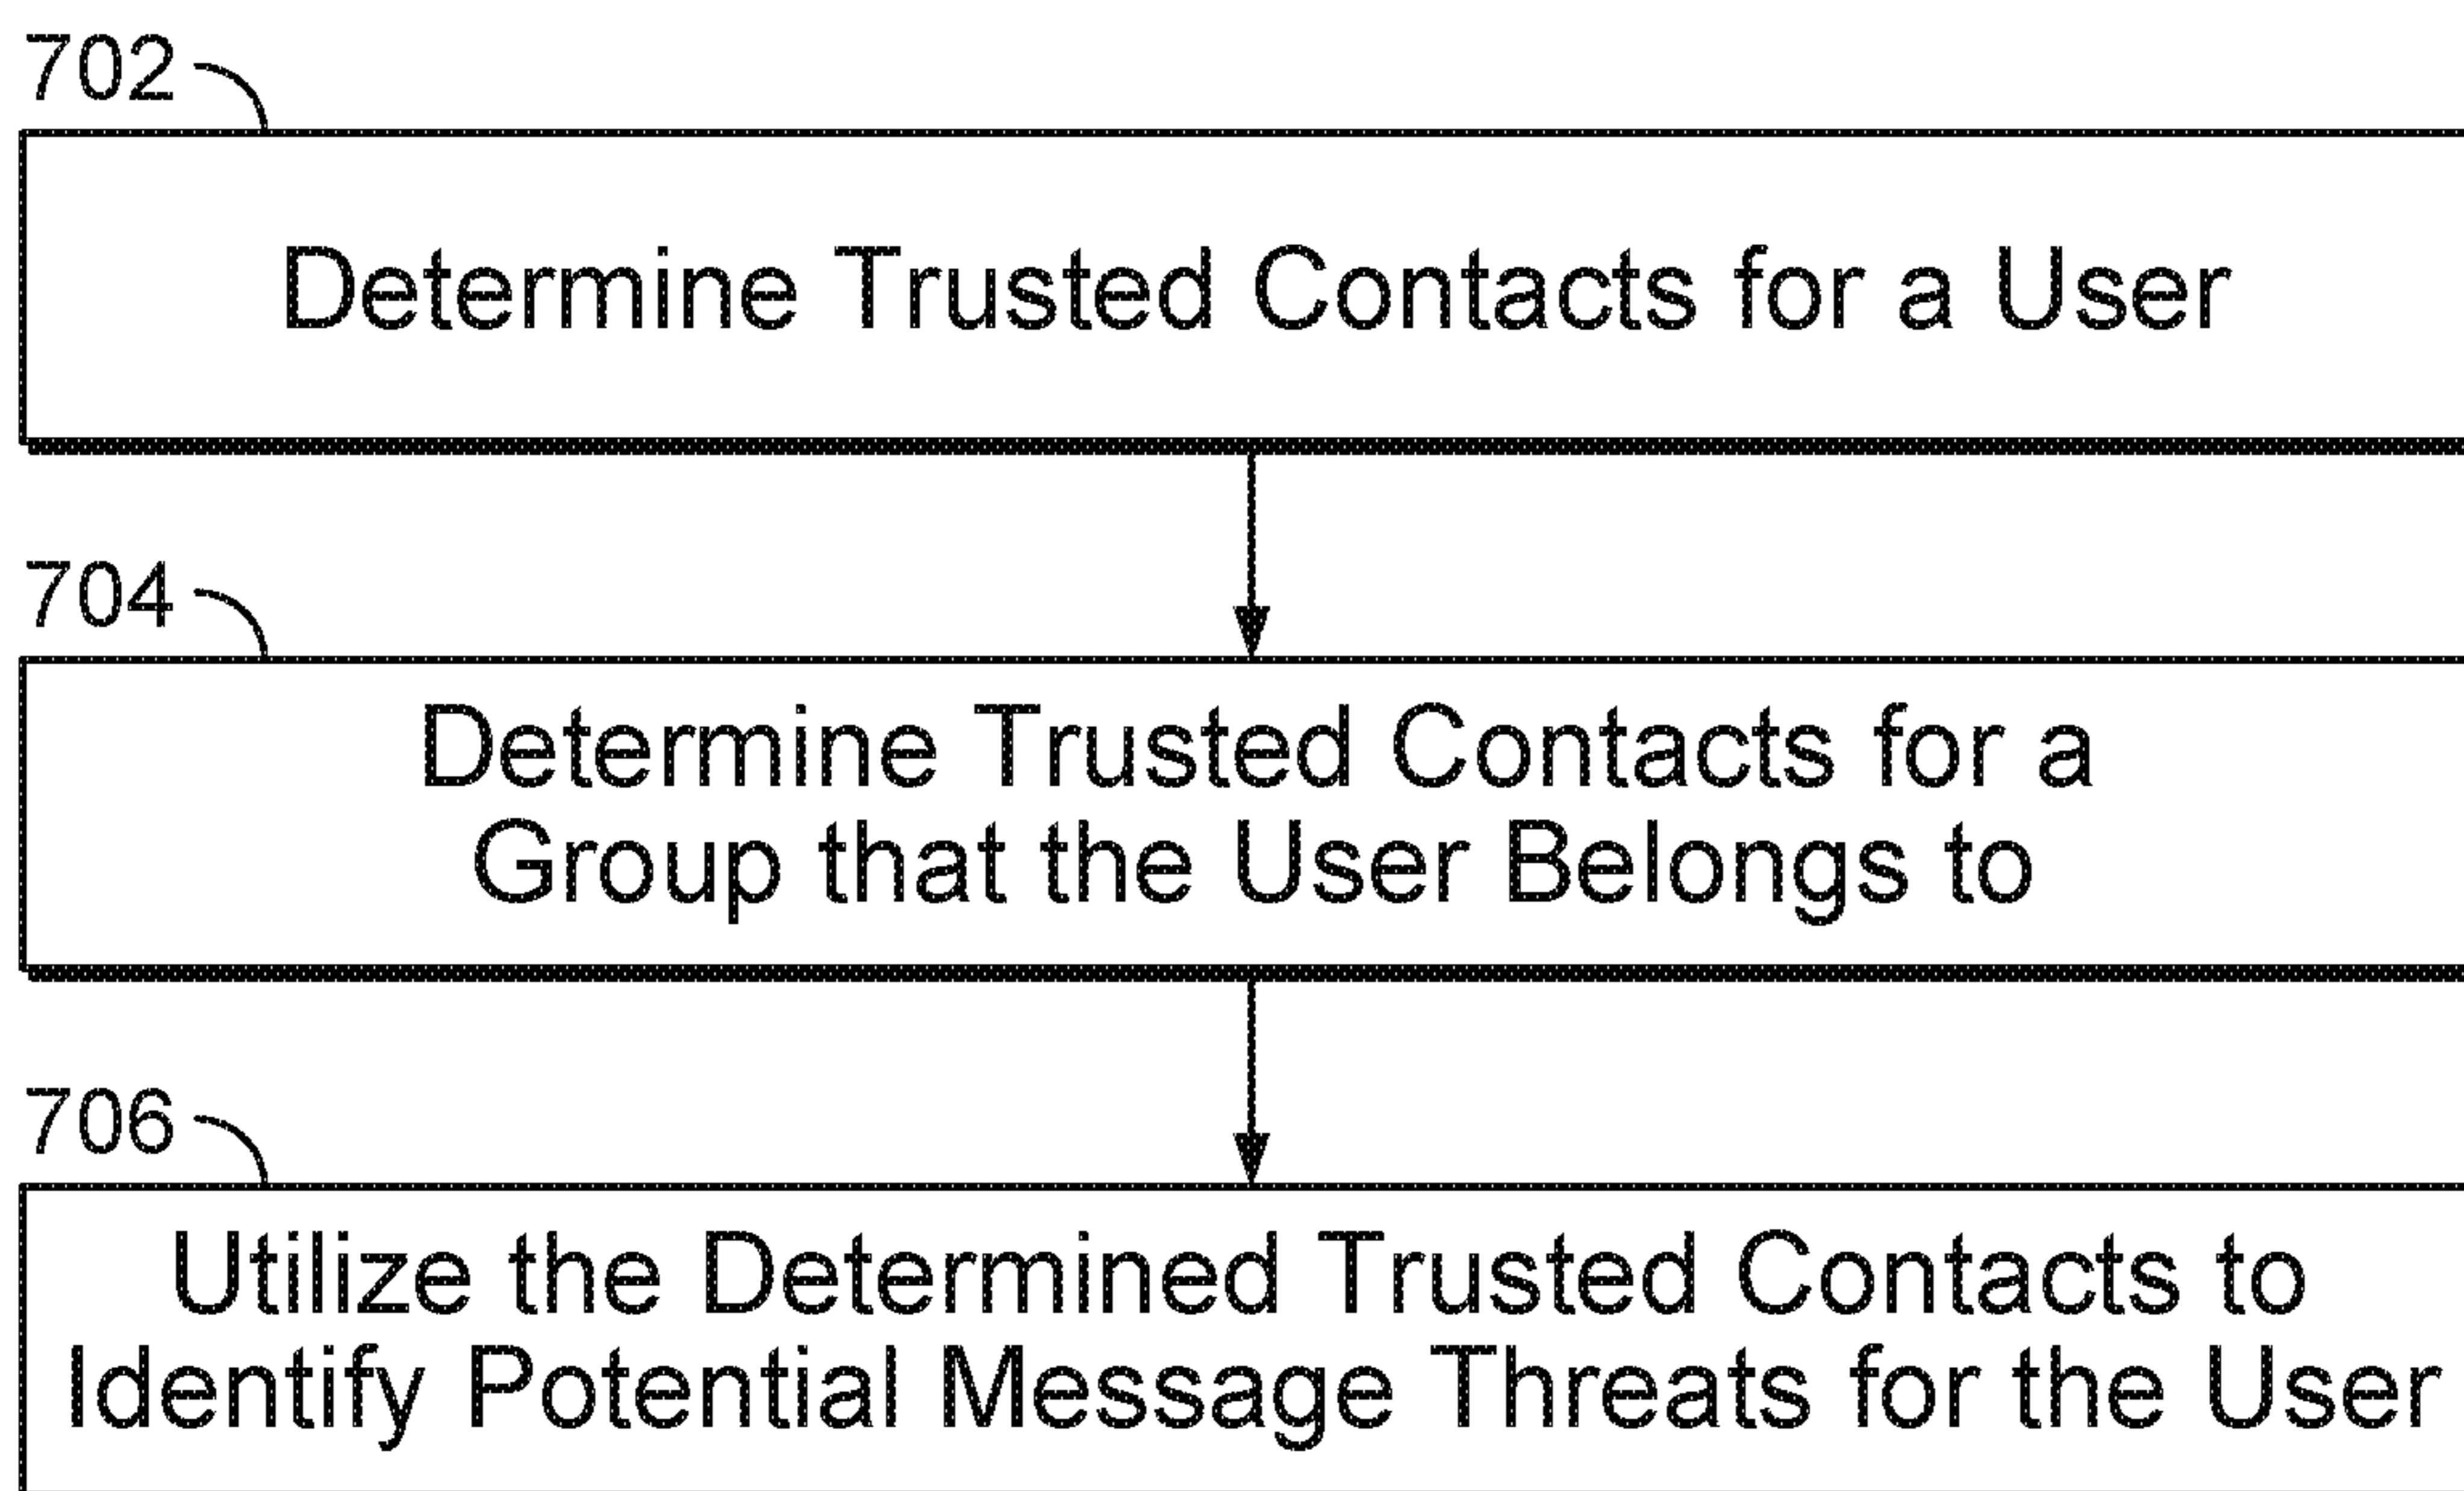 702
Determine Trusted Contacts for a User
704
Determine Trusted Contacts for a
Group that the User Belongs to
706
Utilize the Determined Trusted Contacts to
Identify Potential Message Threats for the User